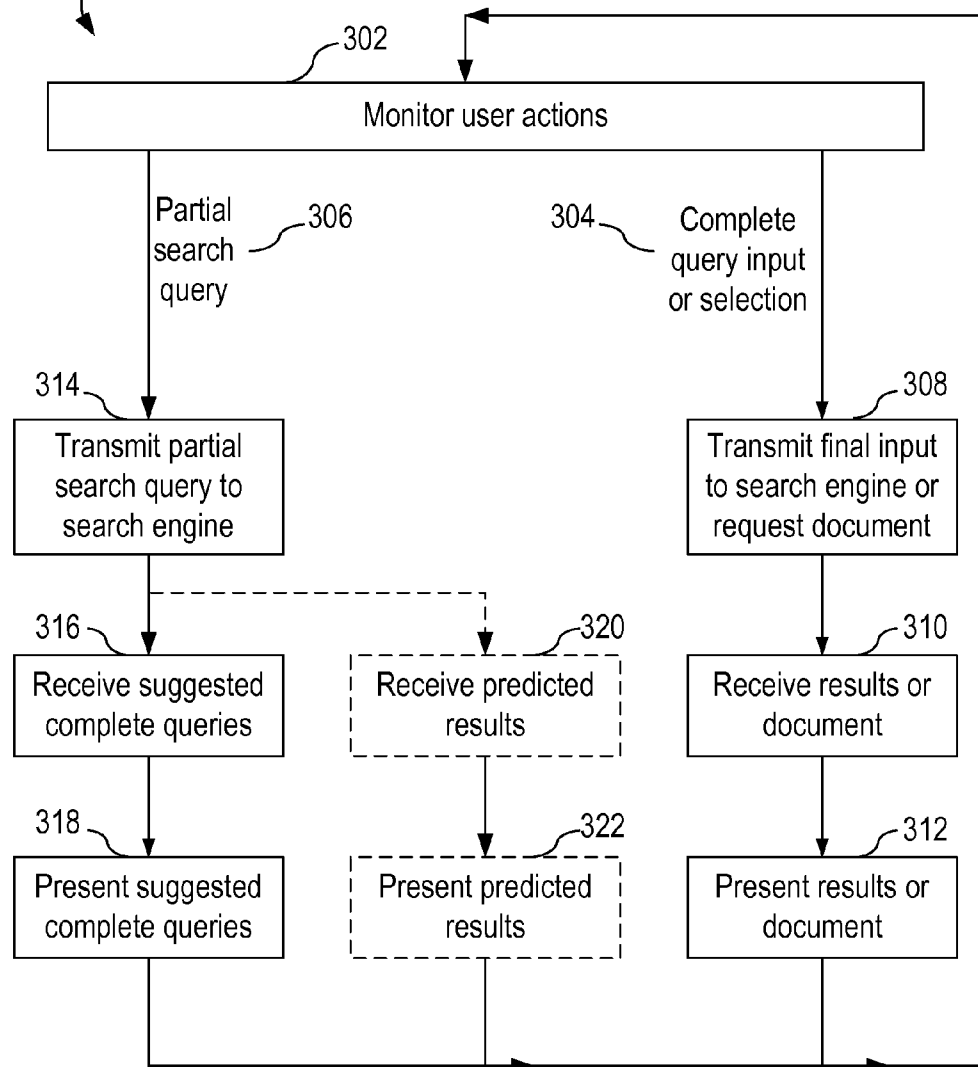 302
Monitor user actions
Partial
search
query
306
304
Complete
query input
or selection
314
Transmit partial
search query to
search engine
308
Transmit final input
to search engine or
request document
316
Receive suggested
complete queries
320
Receive predicted
results
310
Receive results or
document
318
Present suggested
complete queries
322
Present predicted
results
312
Present results or
document